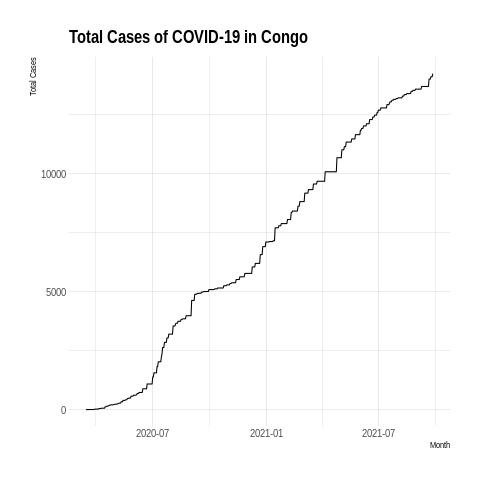 Total Cases of COVID-19 in Congo
Total Cases
10000
5000
0
2020-07
2021-01
2021-07
Month